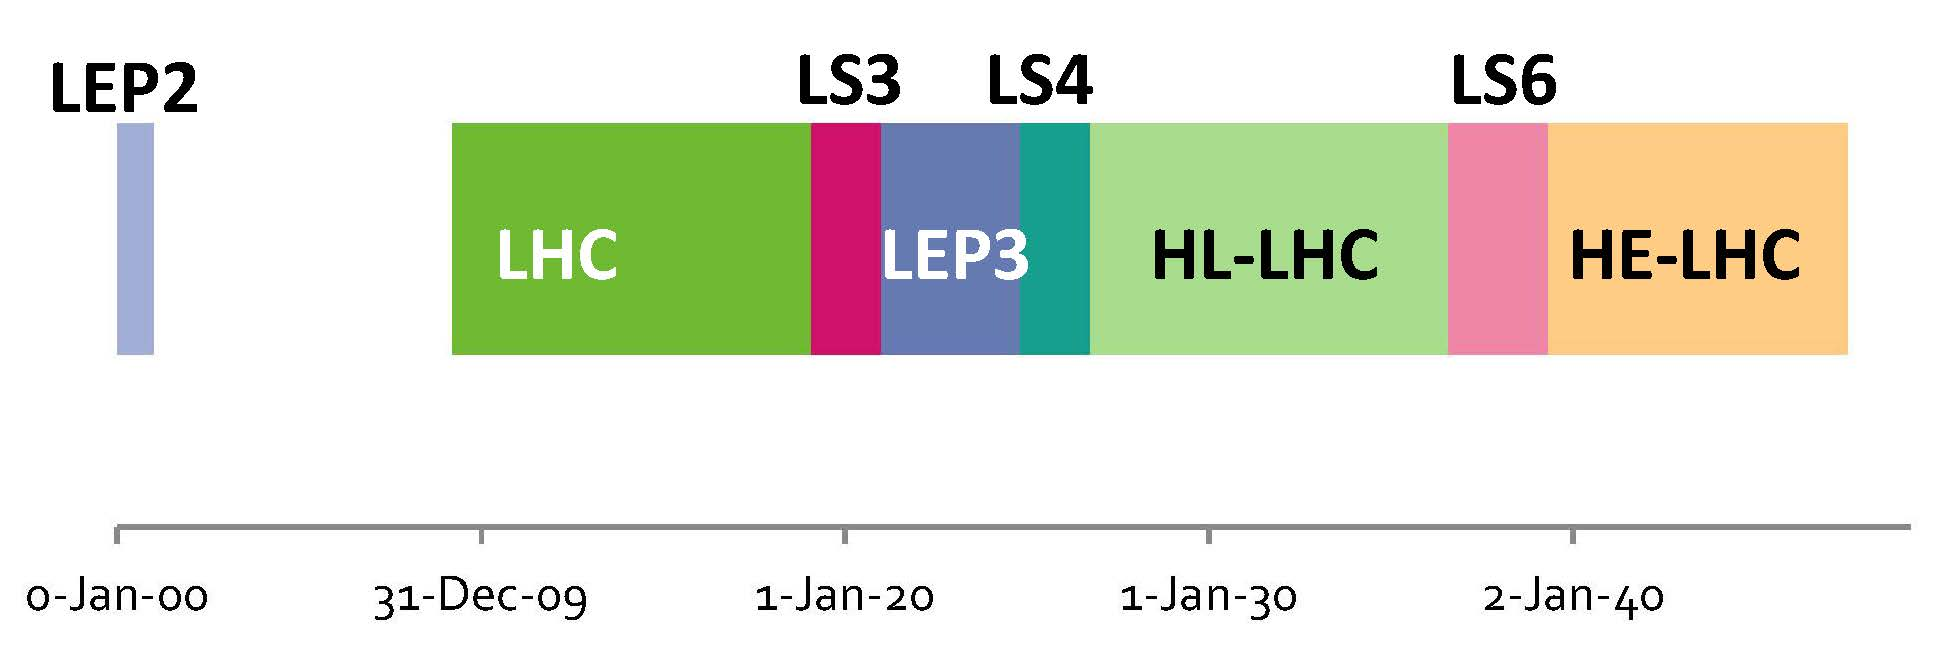 LEP2
LS3
LS4
LS6
LHC
LEP3
HL-LHC
HE-LHC
0-Jan-00
31-Dec-09
1-Jan-20
1-Jan-30
2-Jan-40